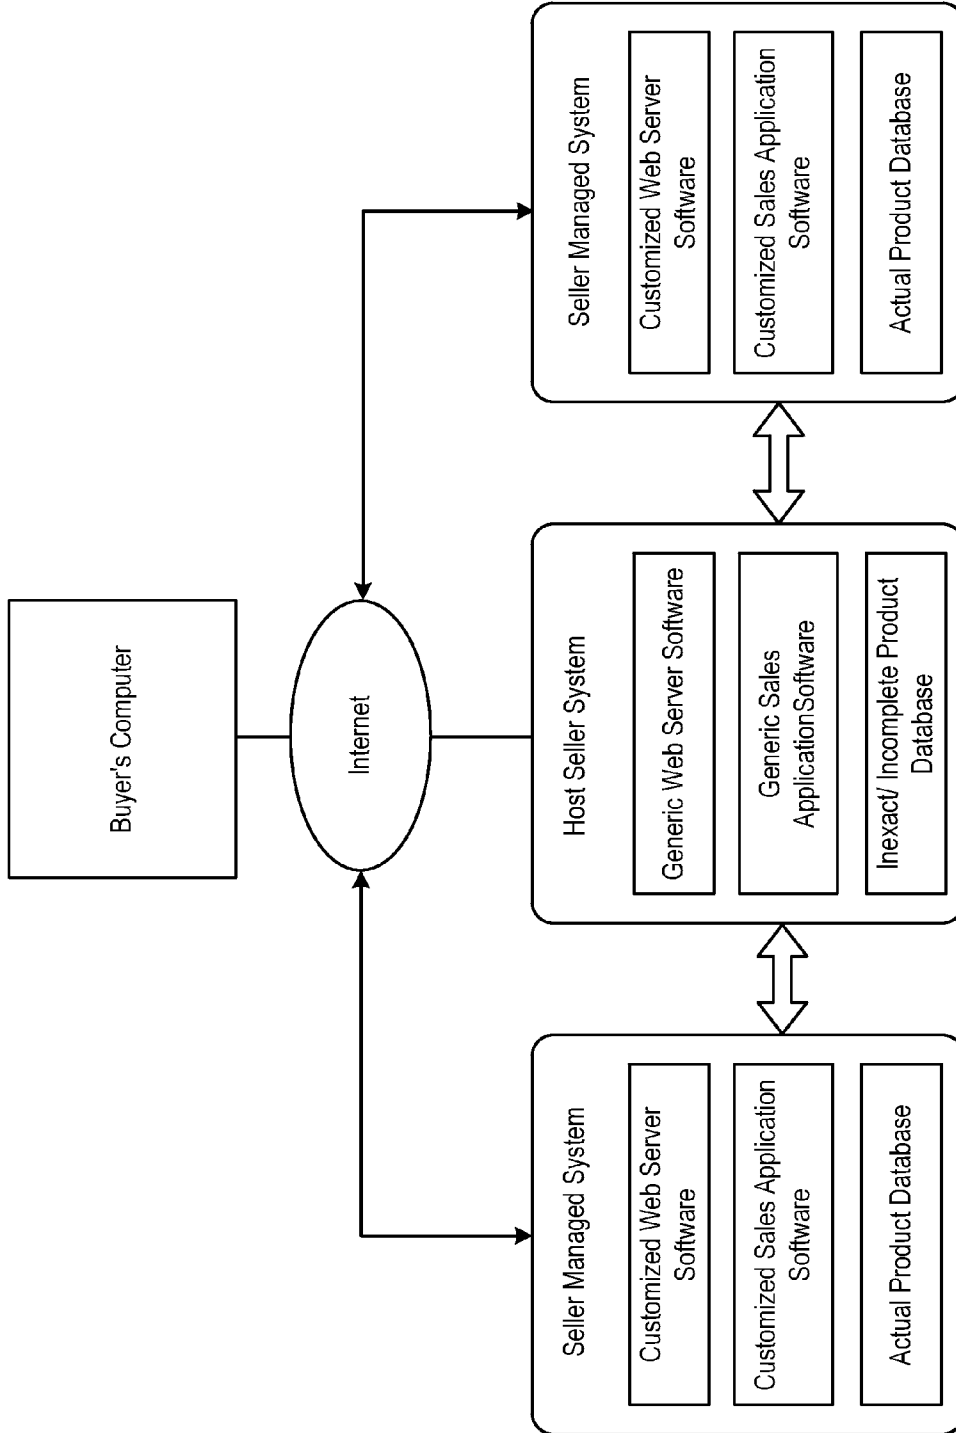 Buyer's Computer
Internet
Seller Managed System
Customized Web Server
Software
Customized Sales Application
Software
Actual Product Database
Host Seller System
Generic Web Server Software
Generic Sales
ApplicationSoftware
Inexact/ Incomplete Product
Database
Seller Managed System
Customized Web Server
Software
Customized Sales Application
Software
Actual Product Database